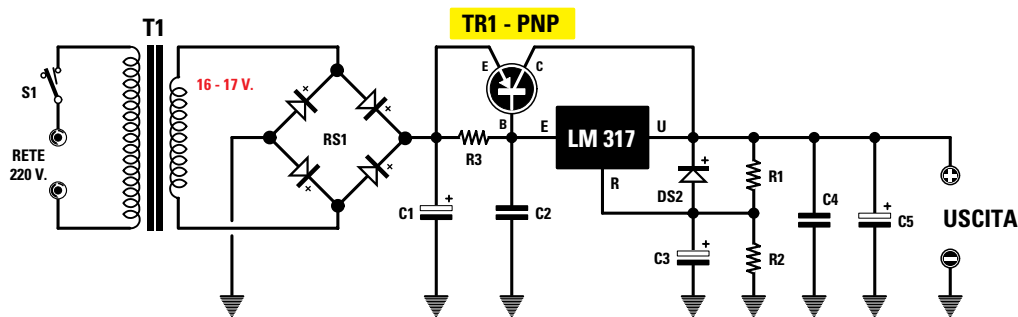 TR1 - PNP
T1
S1
16 - 17 V.
RETE
220 V.
RS1
E
C
B
R3
E
LM 317
U
R
C1
+
C2
DS2
+
R1
C3
+
R2
C4
C5
+
USCITA